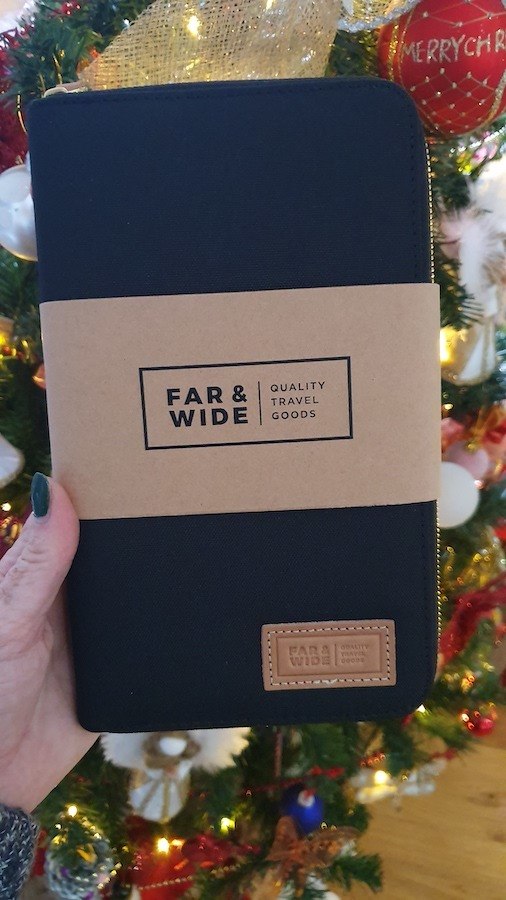 MERRY CHR
FAR &
WIDE
QUALITY
TRAVEL
GOODS
FAR &
WIDE
QUALITY
TRAVEL
GOODS